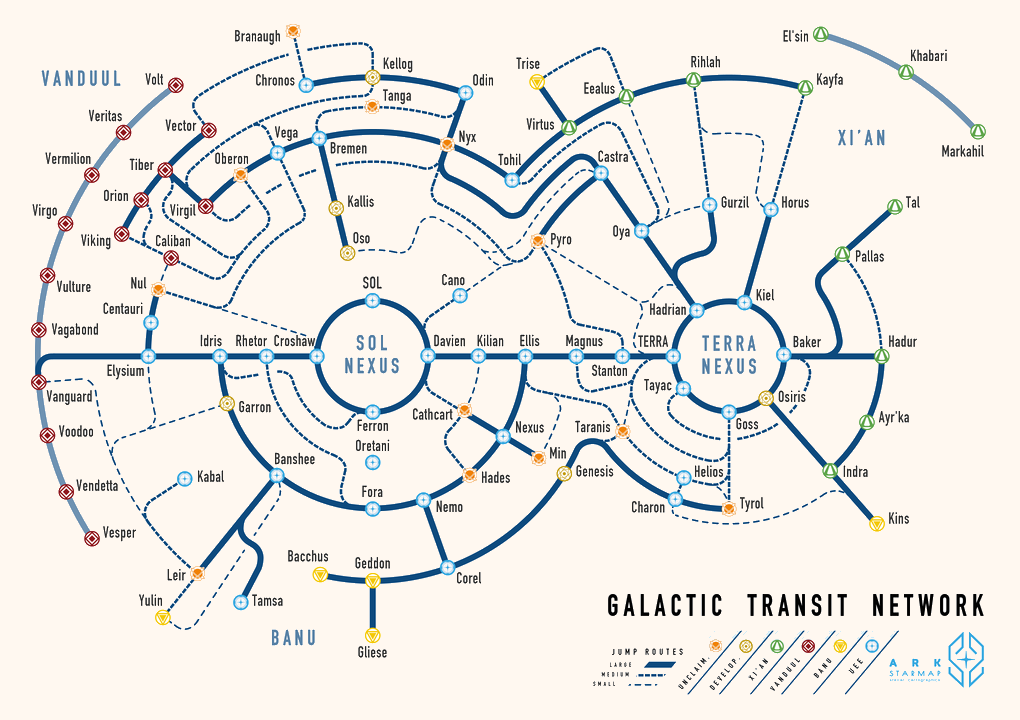 Branaugh
El'sin
Kellog
Trise
Rihlah
Khabari
VANDUUL
Volt
Chronos
Odin
Kayfa
Tanga
Eealus
Veritas
Vector
Vega
Nyx
Virtus
XI'AN
Markahil
Vermilion
Tiber
Oberon
Bremen
Tohil
Castra
Orion
Virgo
Virgil
Kallis
Gurzil
Horus
Tal
Viking
Caliban
Oso
Pyro
Oya
Pallas
Vulture
Nul
SOL
Cano
Kiel
Centauri
Hadrian
Vagabond
Idris
Rhetor
Croshaw
SOL
NEXUS
Davien
Kilian
Ellis
Magnus
TERRA
TERRA
NEXUS
Baker
Hadur
Elysium
Stanton
Tayac
Vanguard
Garron
Ferron
Cathcart
Osiris
Voodoo
Oretani
Nexus
Taranis
Goss
Ayr'ka
Banshee
Min
Kabal
Hades
Genesis
Helios
Indra
Vendetta
Fora
Nemo
Charon
Tyrol
Kins
Vesper
Leir
Bacchus
Geddon
Corel
Yulin
Tamsa
BANU
Gliese
GALACTIC TRANSIT NETWORK
JUMP ROUTES
LARGE
MEDIUM
SMALL
UNCLAIM.
DEVELOP.
XI'AN
VANDUUL
BANU
UEE
ARK
STARMAP